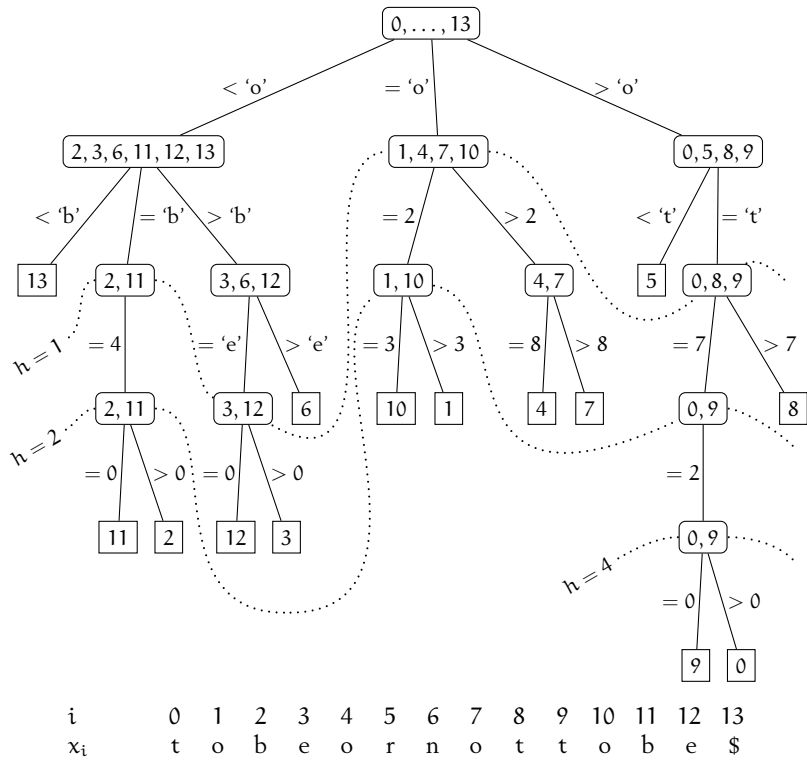 0, . . . , 13
< ‘o’ = ‘o’ > ‘o’
2, 3, 6, 11, 12, 13 1, 4, 7, 10 0, 5, 8, 9
< ‘b’ = ‘b’ > ‘b’ = 2 > 2 < ‘t’ = ‘t’
13 2, 11 3, 6, 12 1, 10 4, 7 5 0, 8, 9
h = 1 = 4 = ‘e’ > ‘e’ = 3 > 3 = 8 > 8 = 7 > 7
h = 2 2, 11 3, 12 6 10 1 4 7 0, 9 8
= 0 > 0 = 0 > 0 = 2
11 2 12 3 0, 9
h = 4 = 0 > 0
9 0
i 0 1 2 3 4 5 6 7 8 9 10 11 12 13
xᵢ t o b e o r n o t t o b e $